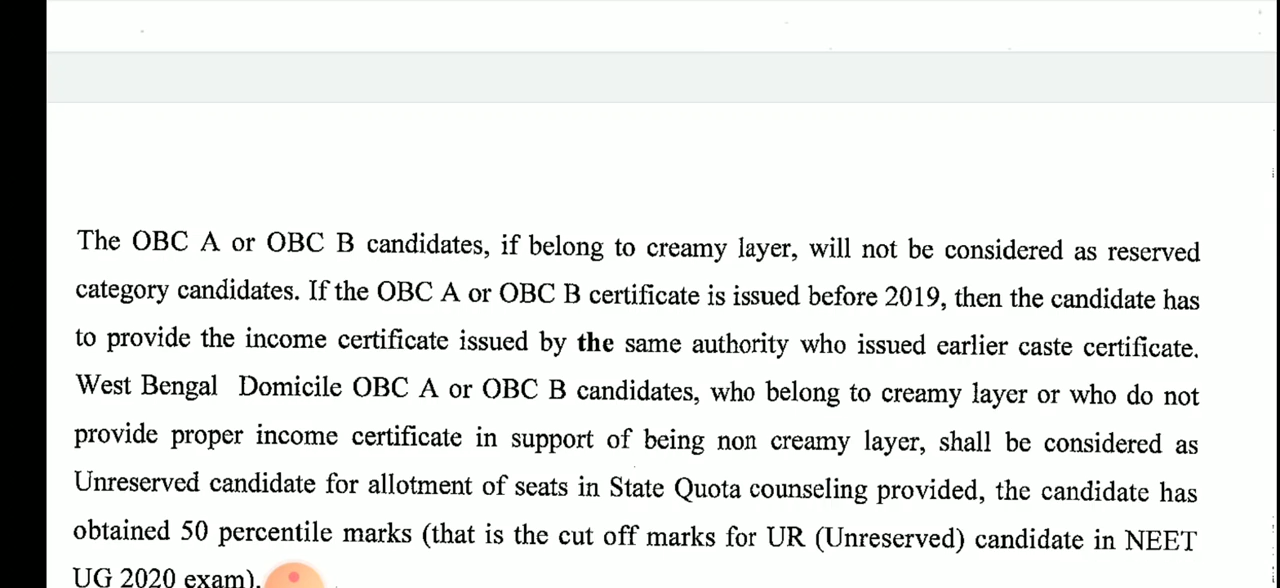 The OBC A or OBC B candidates, if belong to creamy layer, will not be considered as reserved
category candidates. If the OBC A or OBC B certificate is issued before 2019, then the candidate has
to provide the income certificate issued by the same authority who issued earlier caste certificate.
West Bengal Domicile OBC A or OBC B candidates, who belong to creamy layer or who do not
provide proper income certificate in support of being non creamy layer, shall be considered as
Unreserved candidate for allotment of seats in State Quota counseling provided, the candidate has
obtained 50 percentile marks (that is the cut off marks for UR (Unreserved) candidate in NEET
UG 2020 exam).